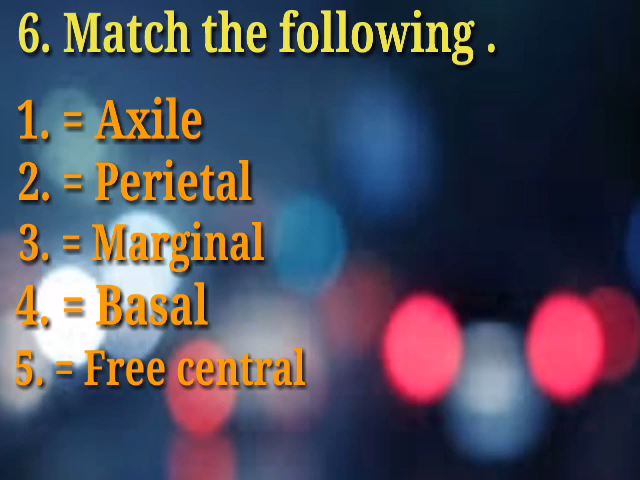 6. Match the following .
1. = Axile
2. = Perietal
3. = Marginal
4. = Basal
5. = Free central